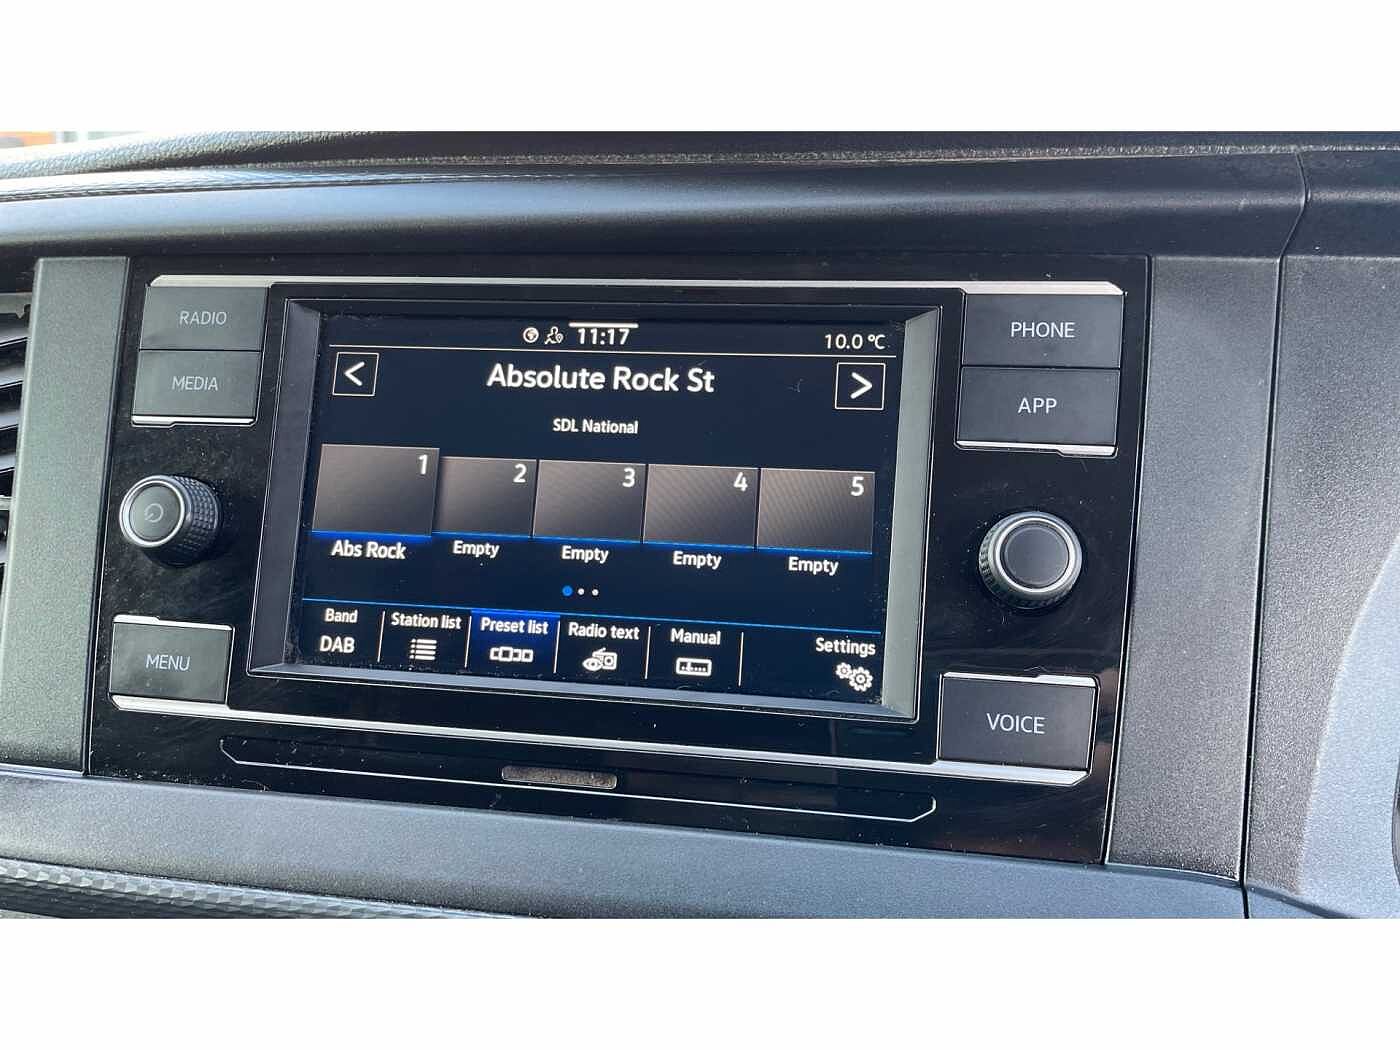 RADIO
MEDIA
MENU
PHONE
APP
VOICE
11:17
10.0 °C
<
Absolute Rock St
>
SDL National
1
2
3
4
5
Abs Rock
Empty
Empty
Empty
Empty
Band
DAB
Station list
Preset list
Radio text
Manual
Settings